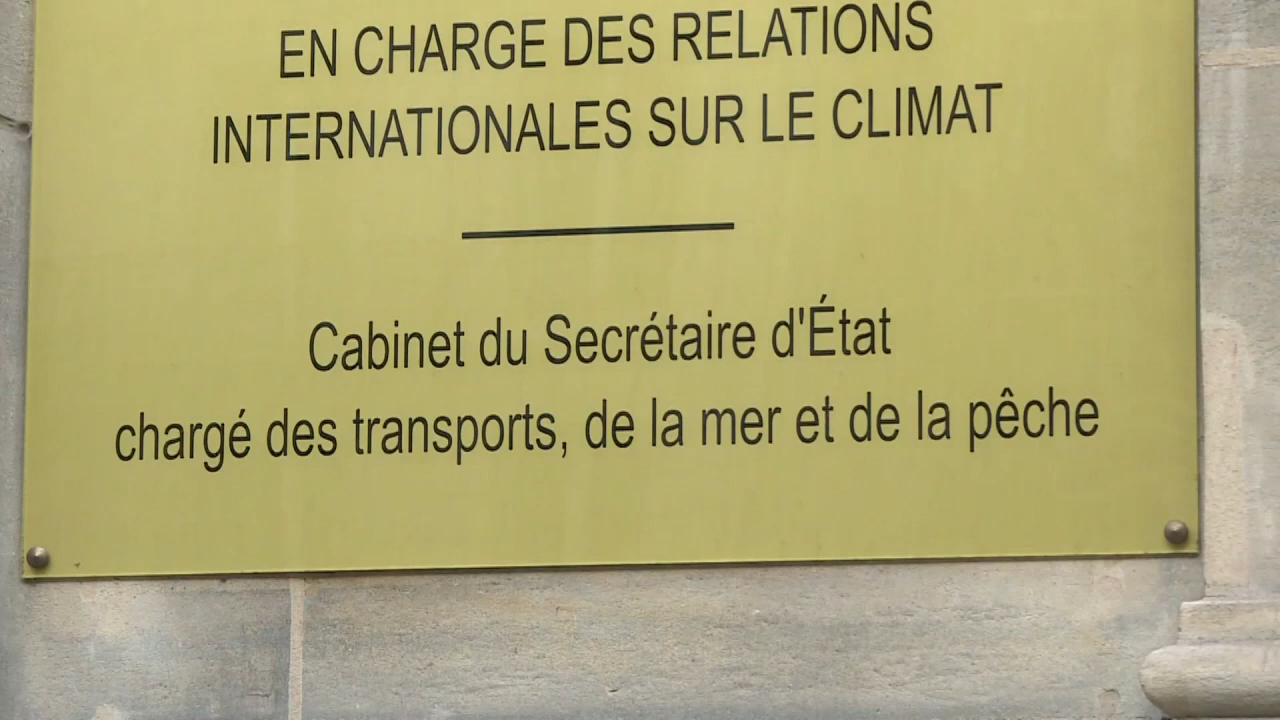 EN CHARGE DES RELATIONS
INTERNATIONALES SUR LE CLIMAT
Cabinet du Secrétaire d'État
chargé des transports, de la mer et de la pêche